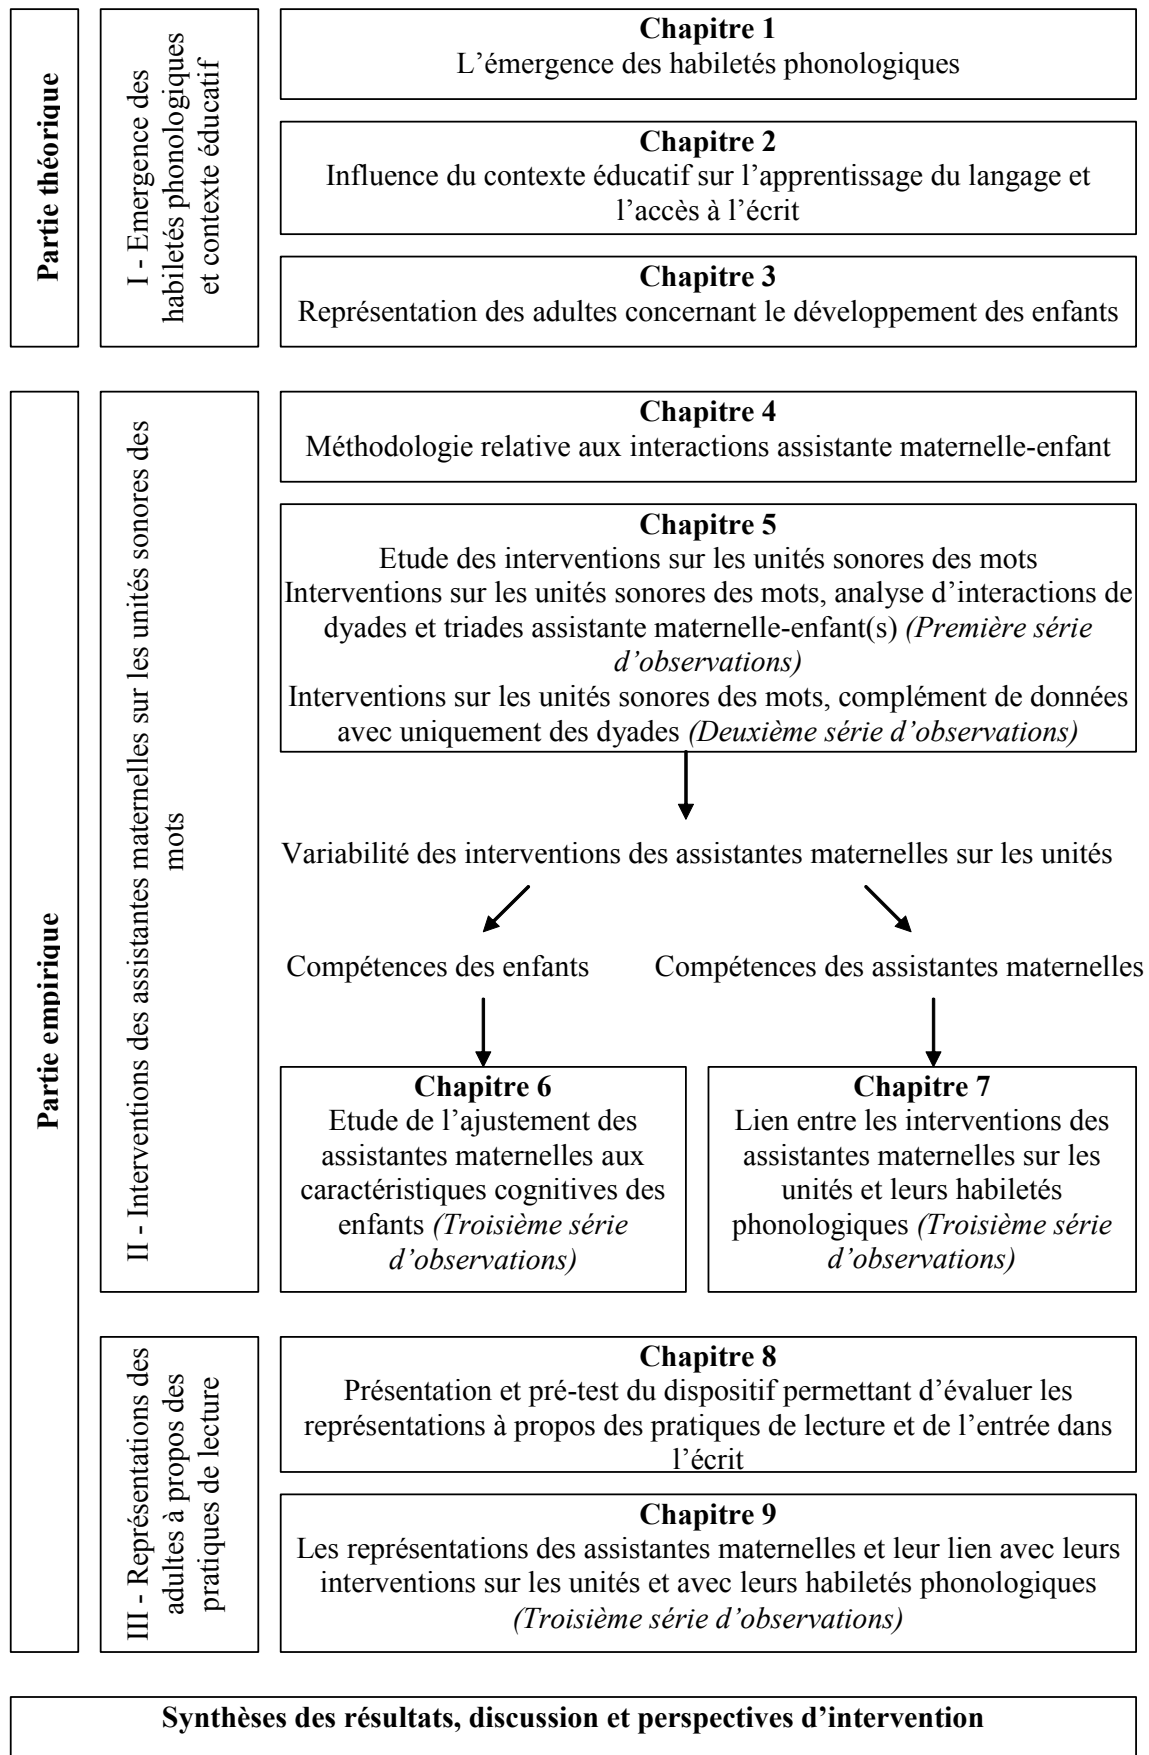 Partie théorique
I - Emergence des
habiletés phonologiques
et contexte éducatif
Chapitre 1
L’émergence des habiletés phonologiques
Chapitre 2
Influence du contexte éducatif sur l’apprentissage du langage et
l’accès à l’écrit
Chapitre 3
Représentation des adultes concernant le développement des enfants
Partie empirique
II - Interventions des assistantes maternelles sur les unités sonores des
mots
Chapitre 4
Méthodologie relative aux interactions assistante maternelle-enfant
Chapitre 5
Etude des interventions sur les unités sonores des mots
Interventions sur les unités sonores des mots, analyse d’interactions de
dyades et triades assistante maternelle-enfant(s) (Première série
d’observations)
Interventions sur les unités sonores des mots, complément de données
avec uniquement des dyades (Deuxième série d’observations)
Variabilité des interventions des assistantes maternelles sur les unités
Compétences des enfants
Compétences des assistantes maternelles
Chapitre 6
Etude de l’ajustement des
assistantes maternelles aux
caractéristiques cognitives des
enfants (Troisième série
d’observations)
Chapitre 7
Lien entre les interventions des
assistantes maternelles sur les
unités et leurs habiletés
phonologiques (Troisième série
d’observations)
III - Représentations des
adultes à propos des
pratiques de lecture
Chapitre 8
Présentation et pré-test du dispositif permettant d’évaluer les
représentations à propos des pratiques de lecture et de l’entrée dans
l’écrit
Chapitre 9
Les représentations des assistantes maternelles et leur lien avec leurs
interventions sur les unités et avec leurs habiletés phonologiques
(Troisième série d’observations)
Synthèses des résultats, discussion et perspectives d’intervention